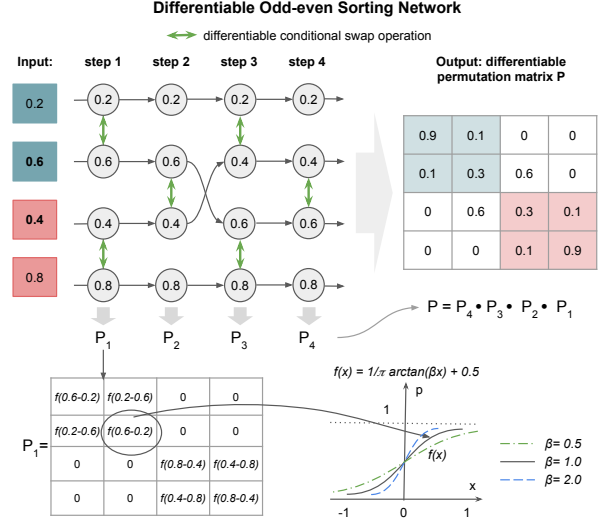 Differentiable Odd-even Sorting Network
differentiable conditional swap operation
Input: step 1 step 2 step 3 step 4
Output: differentiable
permutation matrix P
0.2 0.2 0.2 0.2 0.2
0.6 0.6 0.6 0.4 0.4
0.4 0.4 0.4 0.6 0.6
0.8 0.8 0.8 0.8 0.8
0.9 0.1 0 0
0.1 0.3 0.6 0
0 0.6 0.3 0.1
0 0 0.1 0.9
P1 P2 P3 P4
P = P4 • P3 • P2 • P1
P1=
f(0.6-0.2) f(0.2-0.6) 0 0
f(0.2-0.6) f(0.6-0.2) 0 0
0 0 f(0.8-0.4) f(0.4-0.8)
0 0 f(0.4-0.8) f(0.8-0.4)
f(x) = 1/π arctan(βx) + 0.5
p
1
f(x)
x
-1 0 1
β= 0.5
β= 1.0
β= 2.0